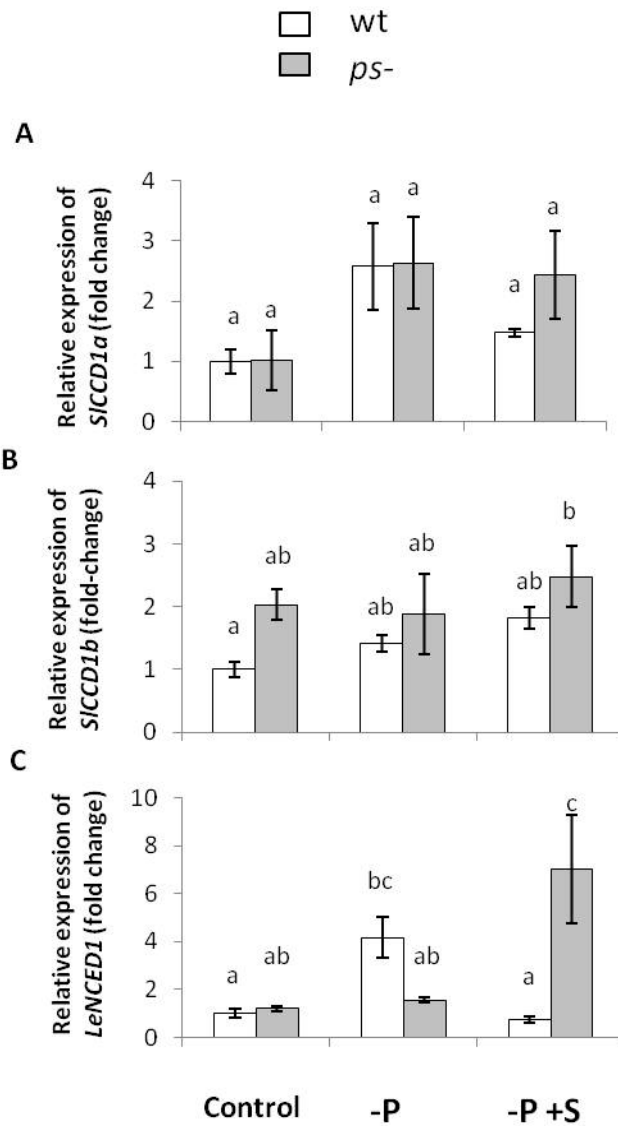 wt
ps-
A
Relative expression of
SlCCD1a (fold change)
4
3
2
1
0
a a a a a a
B
Relative expression of
SlCCD1b (fold-change)
4
3
2
1
0
a ab ab ab ab b
C
Relative expression of
LeNCED1 (fold change)
10
8
6
4
2
0
a ab bc ab a c
Control -P -P +S